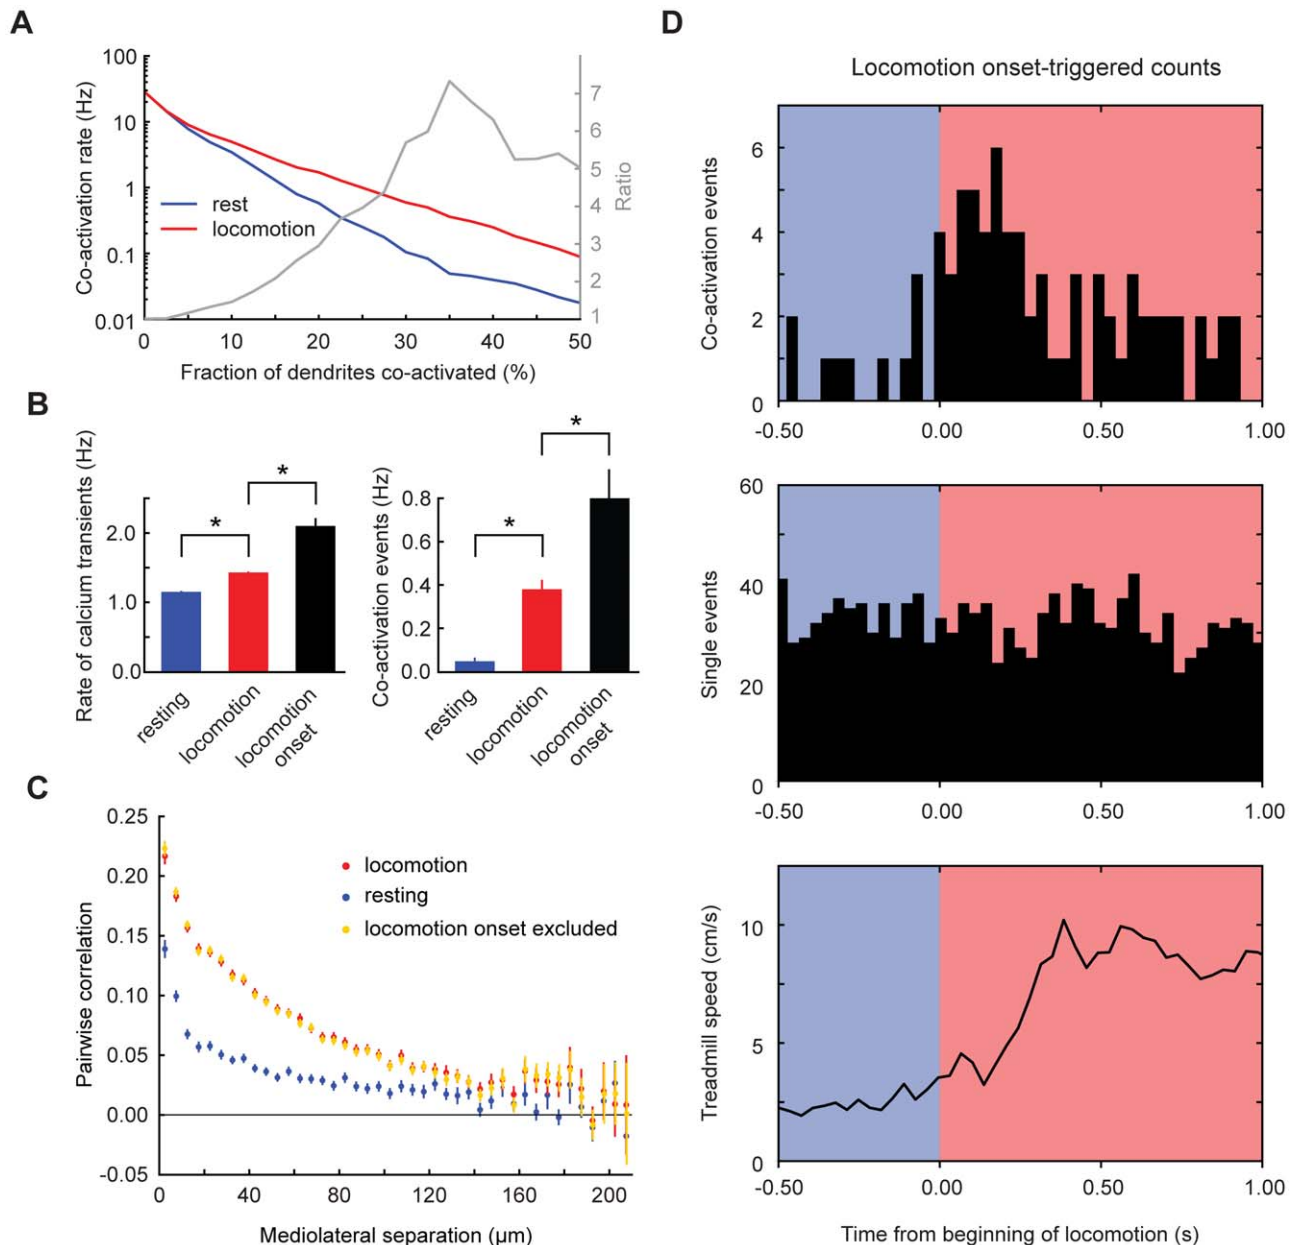 A
Co-activation rate (Hz)
100
10
1
0.1
0.01
rest
locomotion
7
6
5
4
3
2
1
Ratio
0 10 20 30 40 50
Fraction of dendrites co-activated (%)
B
Rate of calcium transients (Hz)
2.0
1.0
0.0
*
*
resting
locomotion
locomotion
onset
Co-activation events (Hz)
0.8
0.6
0.4
0.2
0.0
*
*
resting
locomotion
locomotion
onset
C
Pairwise correlation
0.25
0.20
0.15
0.10
0.05
0.00
-0.05
locomotion
resting
locomotion onset excluded
0 40 80 120 160 200
Mediolateral separation (μm)
D
Locomotion onset-triggered counts
Co-activation events
6
4
2
0
-0.50 0.00 0.50 1.00
Single events
60
40
20
0
-0.50 0.00 0.50 1.00
Treadmill speed (cm/s)
10
5
0
-0.50 0.00 0.50 1.00
Time from beginning of locomotion (s)